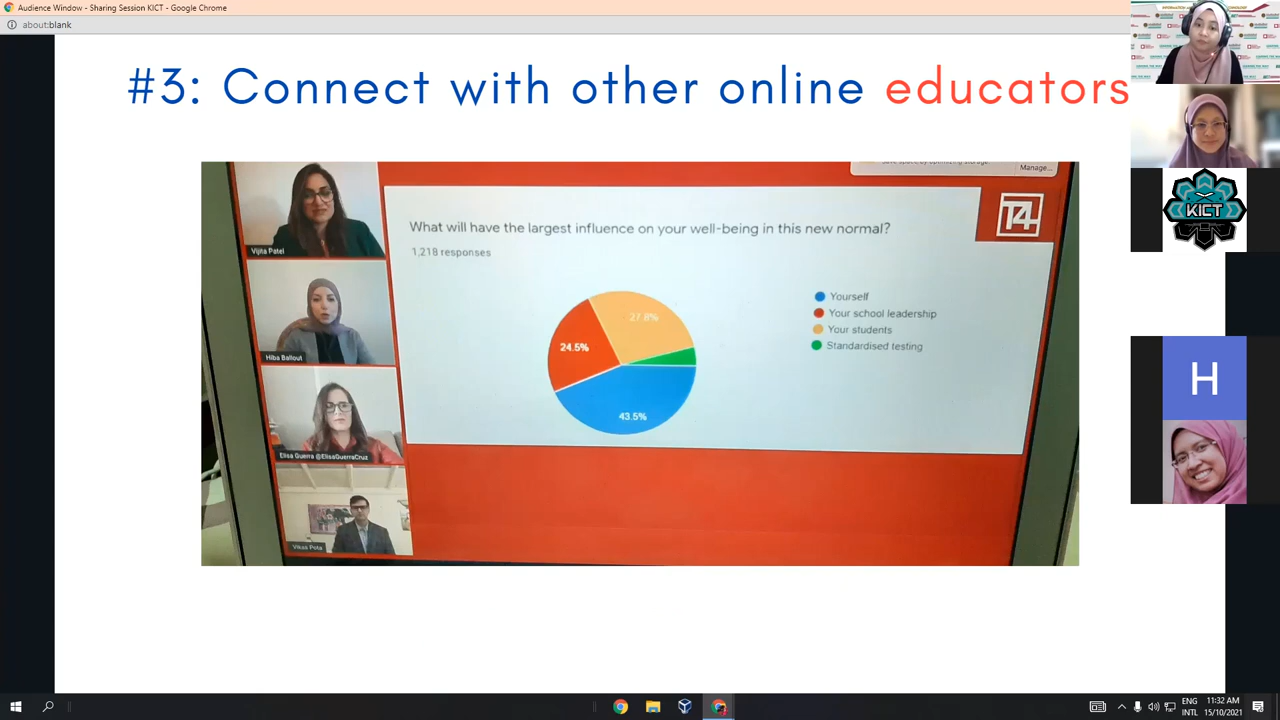 Audience Window - Sharing Session KICT - Google Chrome
about:blank
#3: Connect with other online educators
Manage...
T4
What will have the largest influence on your well-being in this new normal?
1,218 responses
Yourself
Your school leadership
Your students
Standardised testing
27.8%
24.5%
43.5%
Vijita Patel
Hiba Ballout
Elisa Guerra @ElisaGuerraCruz
Vikas Pota
KICT
H
ENG
INTL
11:32 AM
15/10/2021